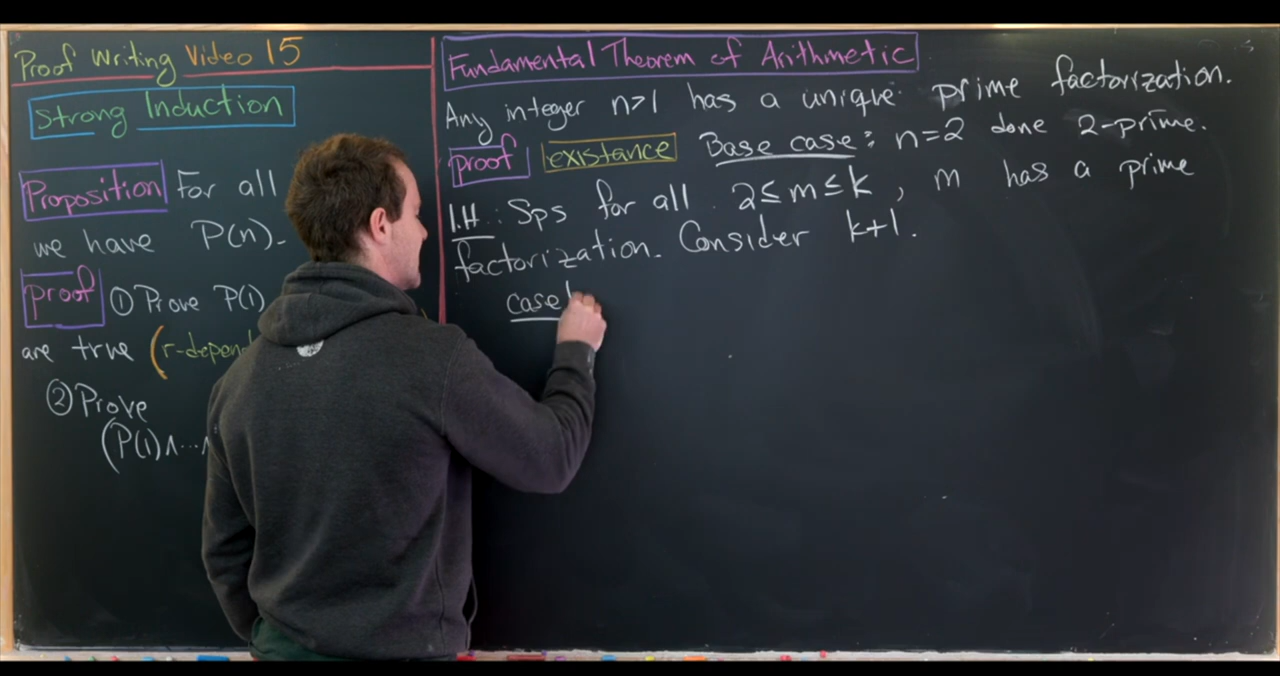 Proof Writing Video 15
Strong Induction
Proposition For all
we have P(n).
proof ① Prove P(1)
are true (r-depend
② Prove
(P(1)∧...∧
Fundamental Theorem of Arithmetic
Any integer n>1 has a unique prime factorization.
proof existance Base case: n=2 done 2-prime.
I.H.: Sps for all 2≤m≤k, m has a prime
factorization. Consider k+1.
case 1